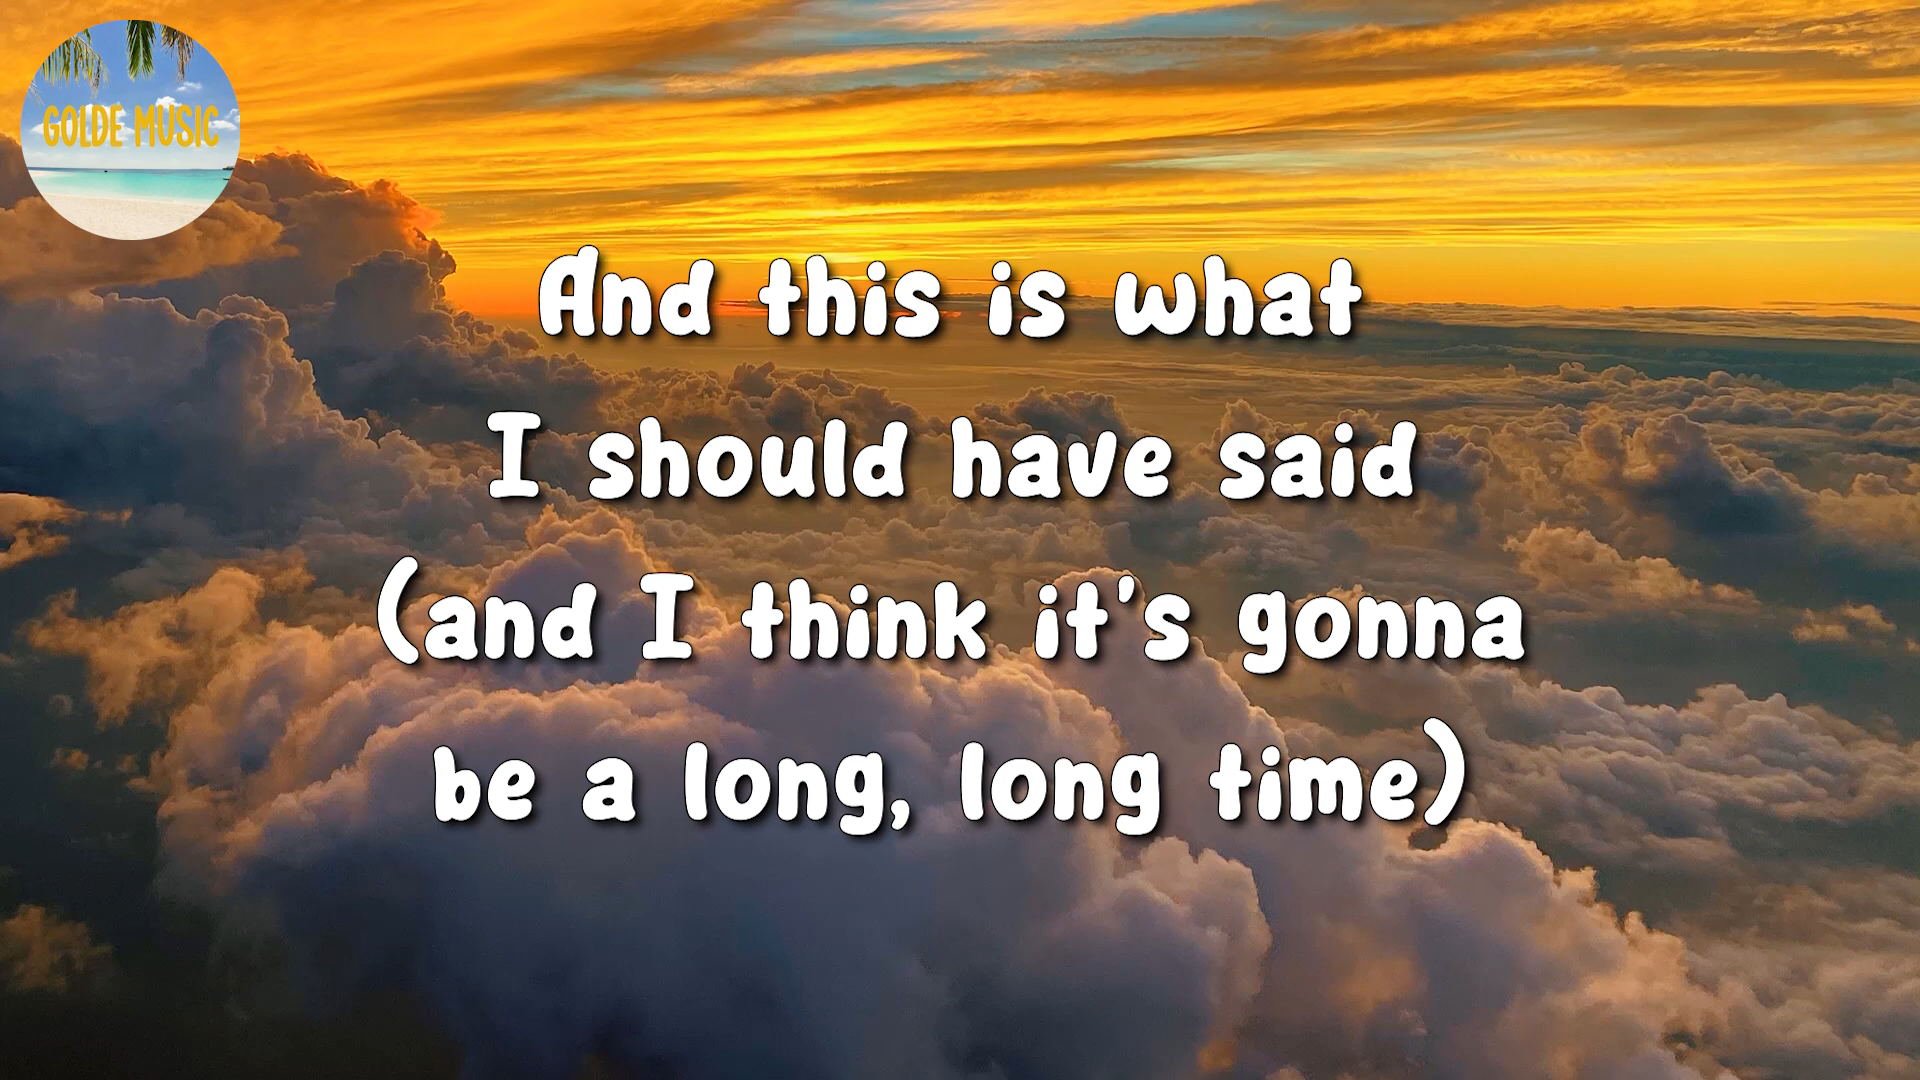 GOLDE MUSIC
And this is what
I should have said
(and I think it's gonna
be a long, long time)